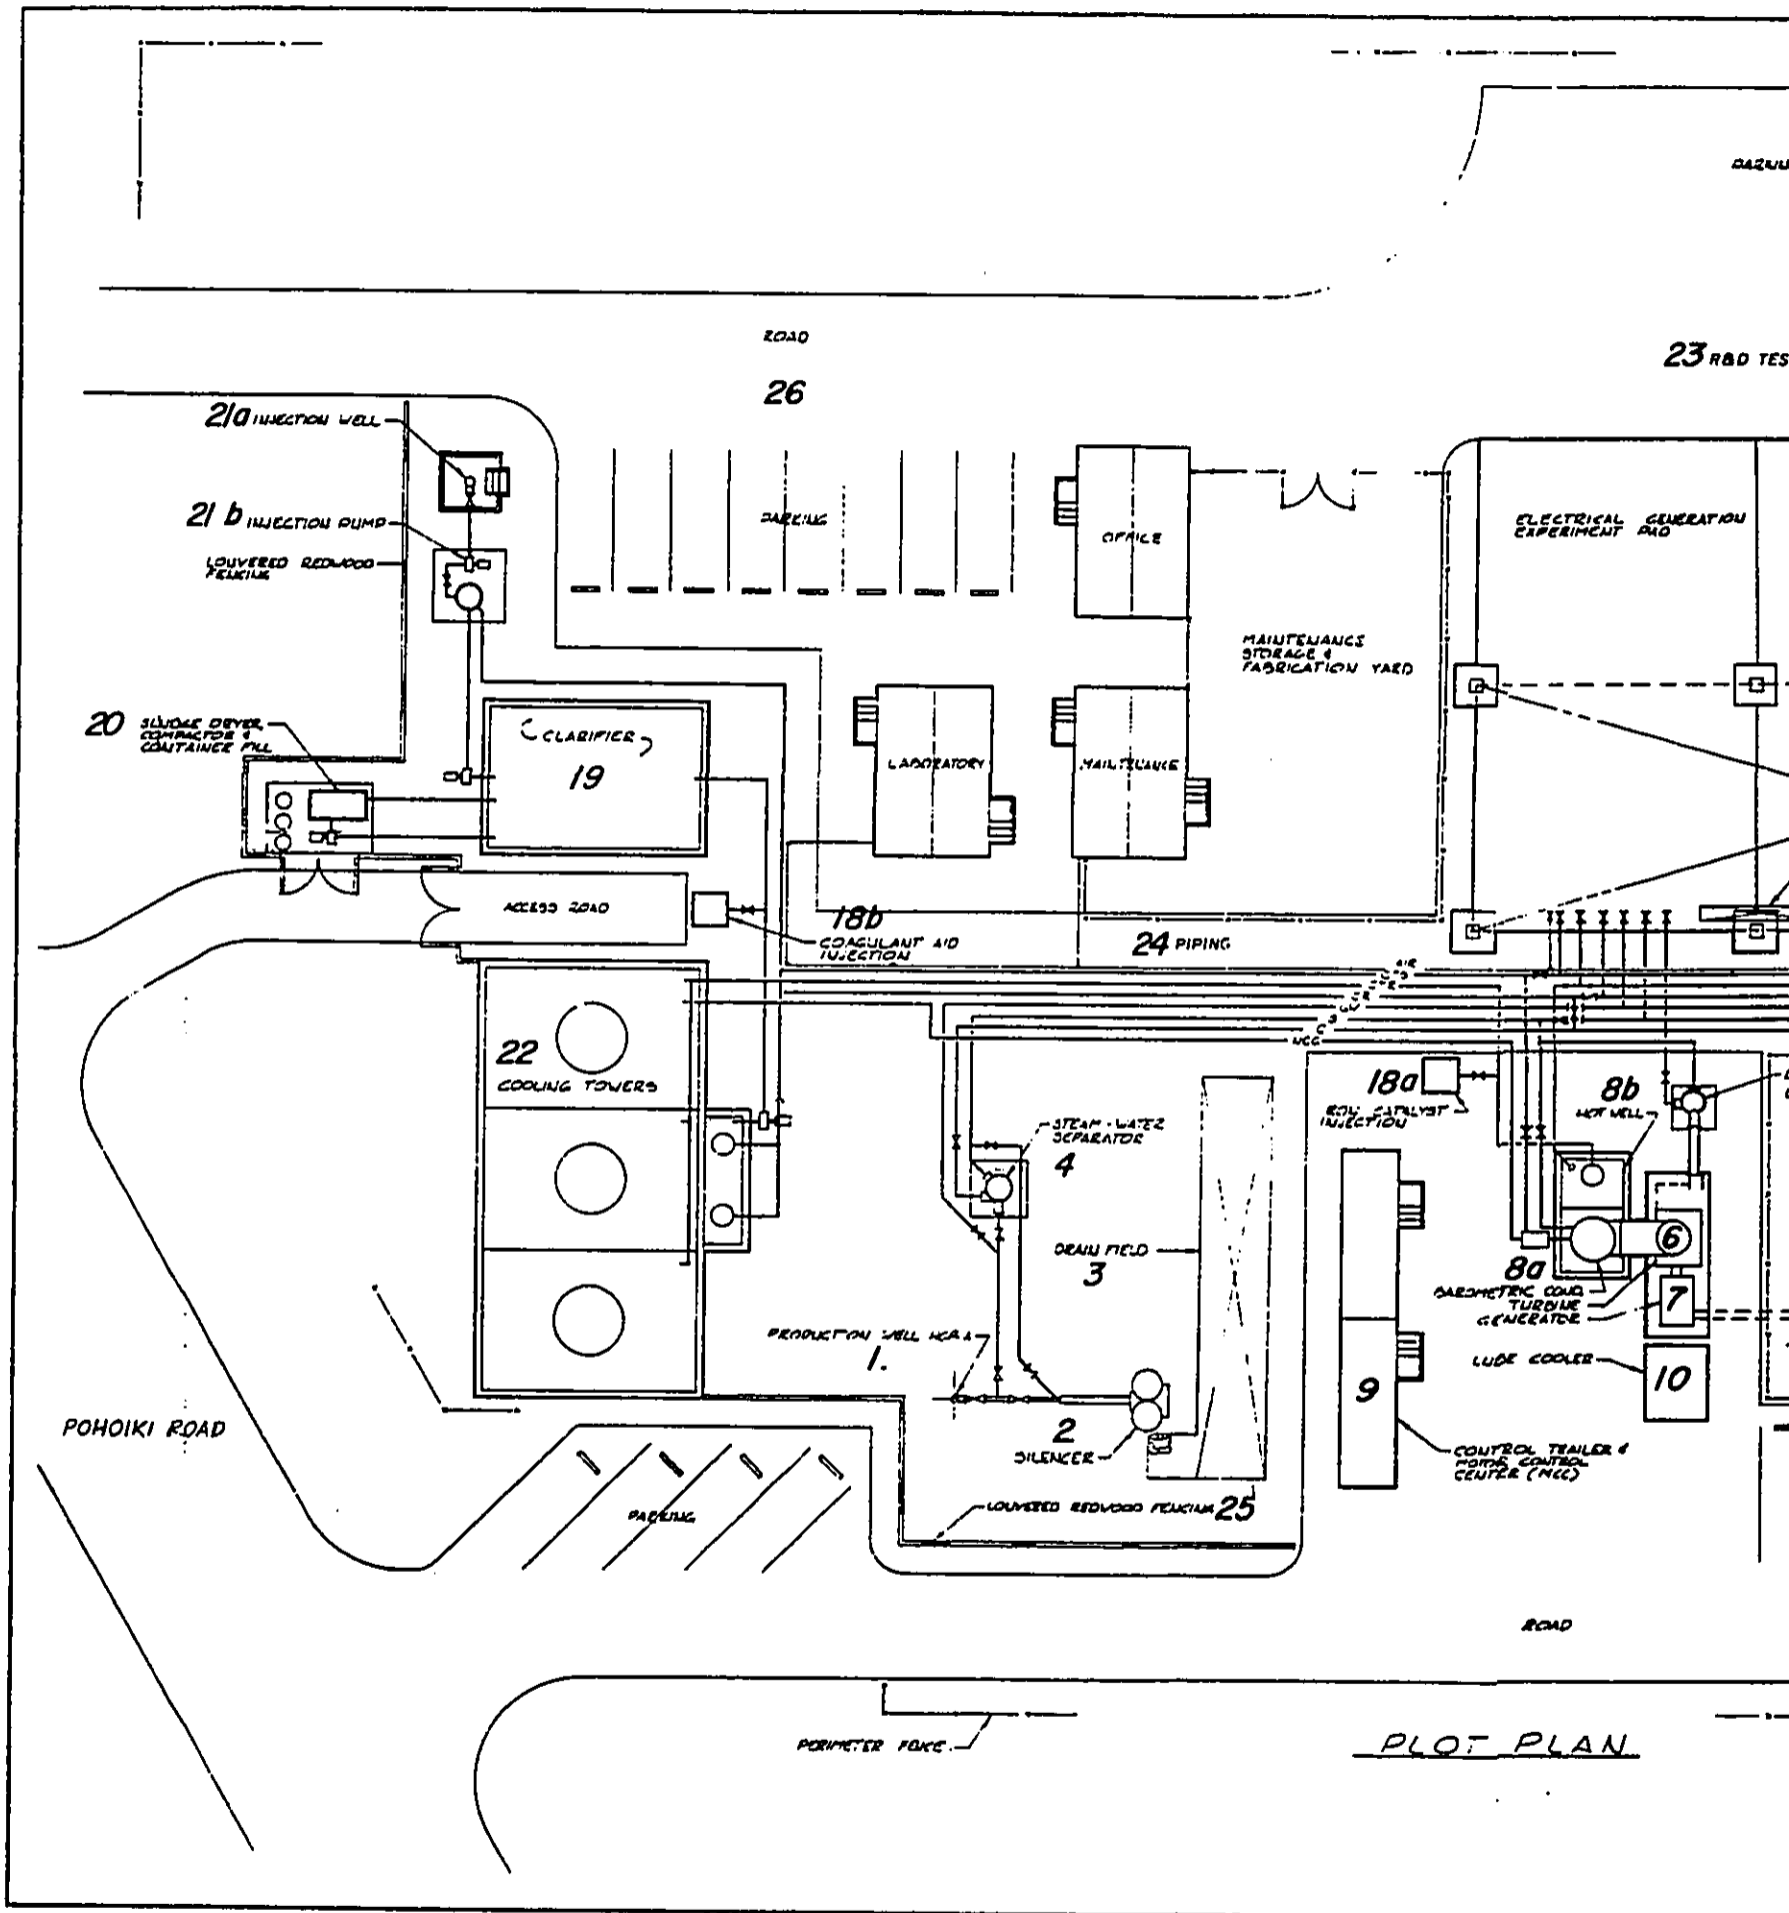 ROAD
26
23 R&D TES
21a INJECTION WELL
21 b INJECTION PUMP
LOUVERED REDWOOD
FENCING
PARKING
OFFICE
ELECTRICAL GENERATION
EXPERIMENT PAD
MAINTENANCE
STORAGE &
FABRICATION YARD
20 SLUDGE DRYER,
COMPACTOR &
CONTAINER FILL
CLARIFIER
19
LABORATORY
MAINTENANCE
ACCESS ROAD
18b
COAGULANT AID
INJECTION
24 PIPING
AIR
NCG
22
COOLING TOWERS
STEAM-WATER
SEPARATOR
4
18a
CATALYST
INJECTION
8b
HOT WELL
DRAIN FIELD
3
6
8a
BAROMETRIC COND.
TURBINE
GENERATOR
7
PRODUCTION WELL HGP A
1.
LUBE COOLER
10
9
2
SILENCER
CONTROL TRAILER &
MOTOR CONTROL
CENTER (MCC)
POHOIKI ROAD
PARKING
LOUVERED REDWOOD FENCING 25
ROAD
PERIMETER FENCE
PLOT PLAN